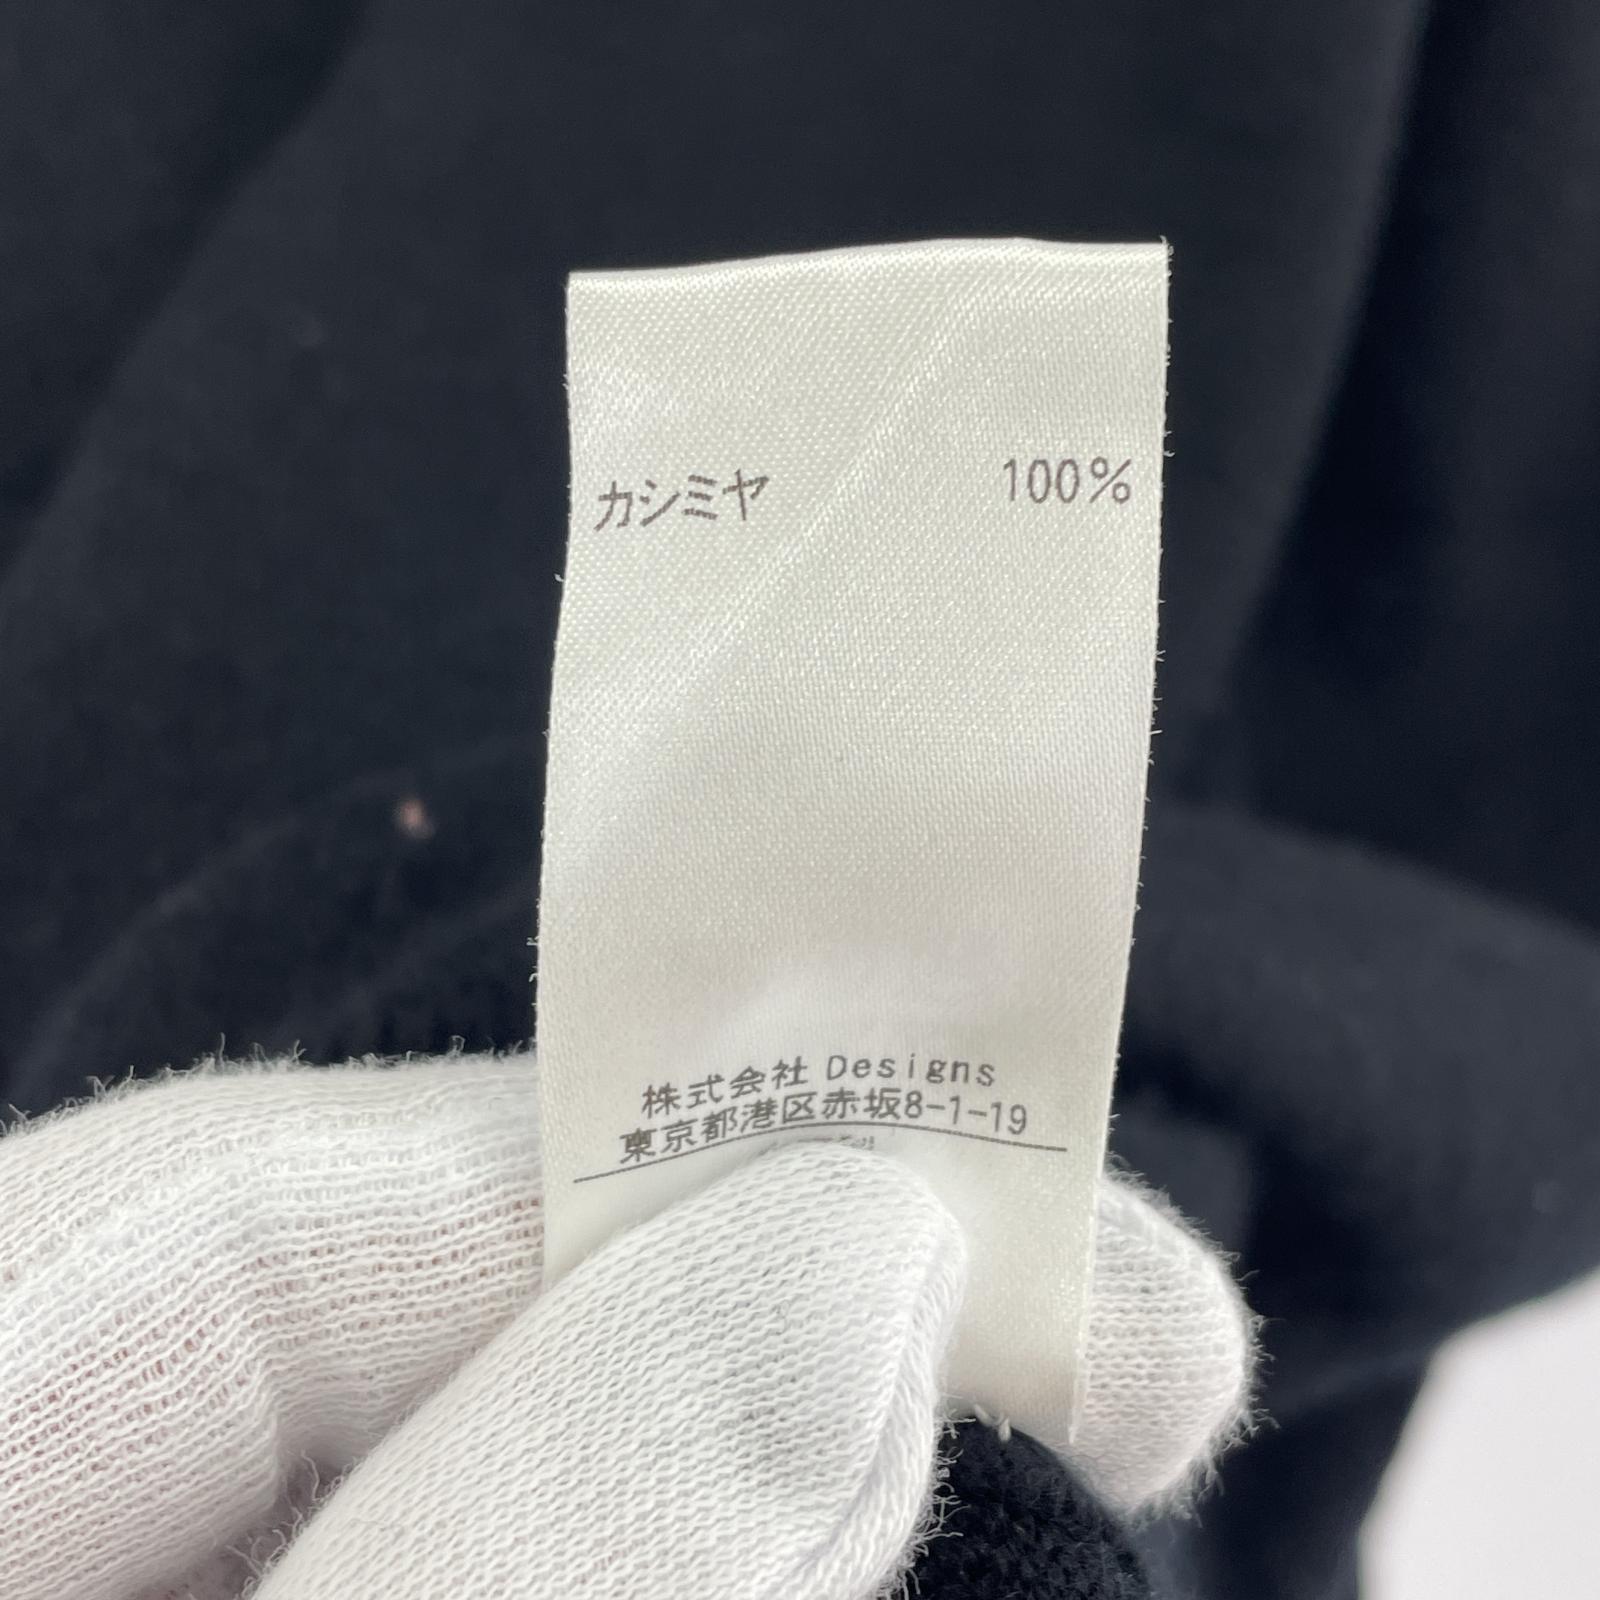 カシミヤ 100%
株式会社 Designs
東京都港区赤坂8-1-19